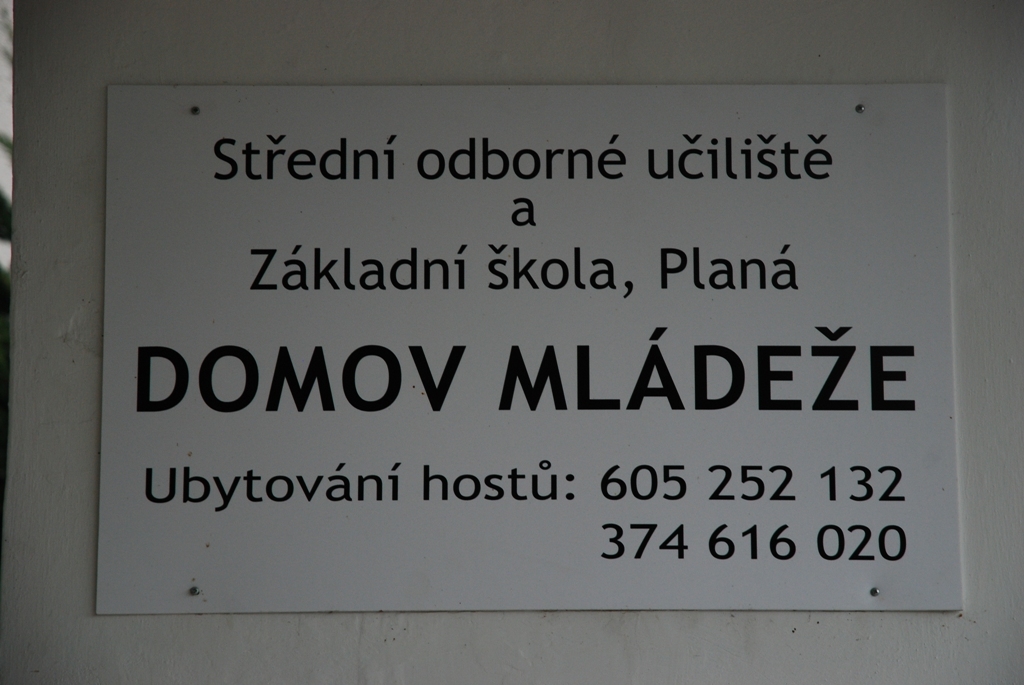 Střední odborné učiliště
a
Základní škola, Planá
DOMOV MLÁDEŽE
Ubytování hostů: 605 252 132
374 616 020